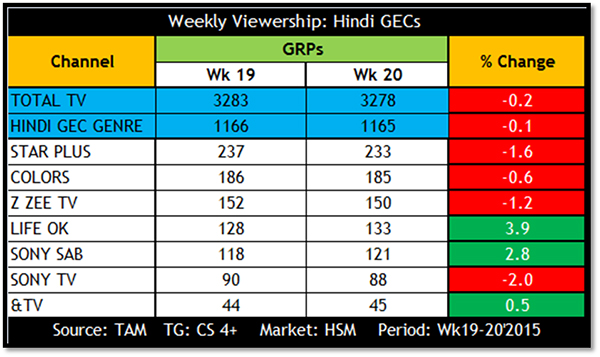 Weekly Viewership: Hindi GECs
Channel GRPs % Change
Wk 19 Wk 20
TOTAL TV 3283 3278 -0.2
HINDI GEC GENRE 1166 1165 -0.1
STAR PLUS 237 233 -1.6
COLORS 186 185 -0.6
Z ZEE TV 152 150 -1.2
LIFE OK 128 133 3.9
SONY SAB 118 121 2.8
SONY TV 90 88 -2.0
&TV 44 45 0.5
Source: TAM TG: CS 4+ Market: HSM Period: Wk19-20'2015